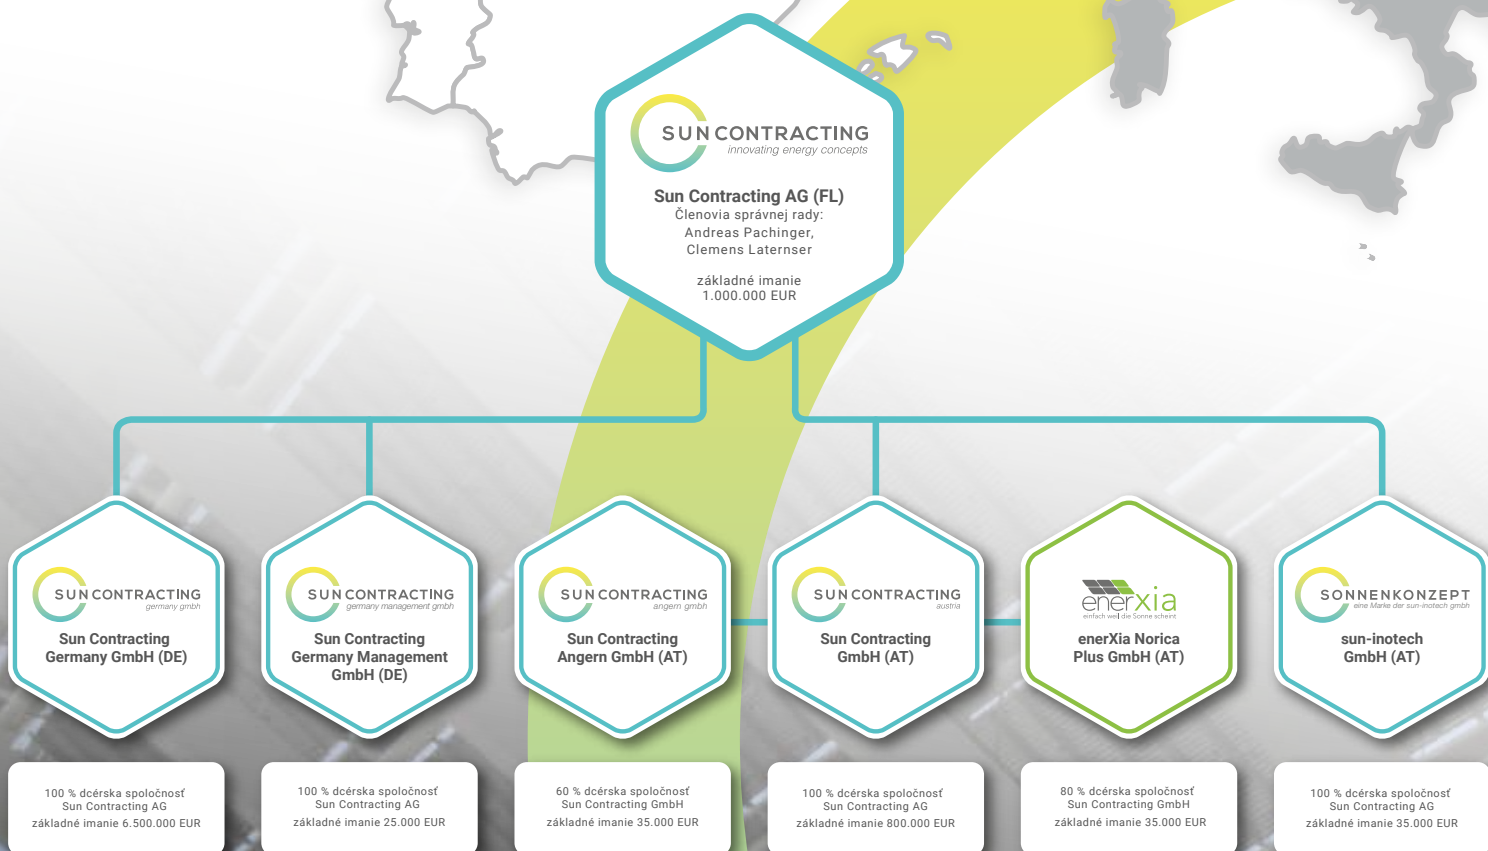 SUN CONTRACTING
innovating energy concepts
Sun Contracting AG (FL)
Členovia správnej rady:
Andreas Pachinger,
Clemens Laternser
základné imanie
1.000.000 EUR
SUN CONTRACTING
germany gmbh
Sun Contracting
Germany GmbH (DE)
100 % dcérska spoločnosť
Sun Contracting AG
základné imanie 6.500.000 EUR
SUN CONTRACTING
germany management gmbh
Sun Contracting
Germany Management
GmbH (DE)
100 % dcérska spoločnosť
Sun Contracting AG
základné imanie 25.000 EUR
SUN CONTRACTING
angern gmbh
Sun Contracting
Angern GmbH (AT)
60 % dcérska spoločnosť
Sun Contracting GmbH
základné imanie 35.000 EUR
SUN CONTRACTING
austria
Sun Contracting
GmbH (AT)
100 % dcérska spoločnosť
Sun Contracting AG
základné imanie 800.000 EUR
enerxia
einfach weil die Sonne scheint
enerXia Norica
Plus GmbH (AT)
80 % dcérska spoločnosť
Sun Contracting GmbH
základné imanie 35.000 EUR
SONNENKONZEPT
eine Marke der sun-inotech gmbh
sun-inotech
GmbH (AT)
100 % dcérska spoločnosť
Sun Contracting AG
základné imanie 35.000 EUR